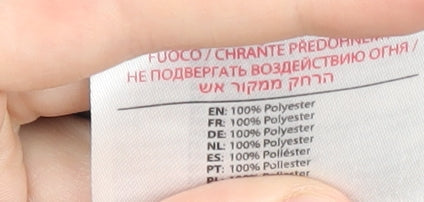 FUOCO / CHRANTE PŘEDOHNĚM
НЕ ПОДВЕРГАТЬ ВОЗДЕЙСТВИЮ ОГНЯ /
הרחק ממקור אש
EN: 100% Polyester
FR: 100% Polyester
DE: 100% Polyester
NL: 100% Polyester
ES: 100% Poliéster
PT: 100% Poliéster